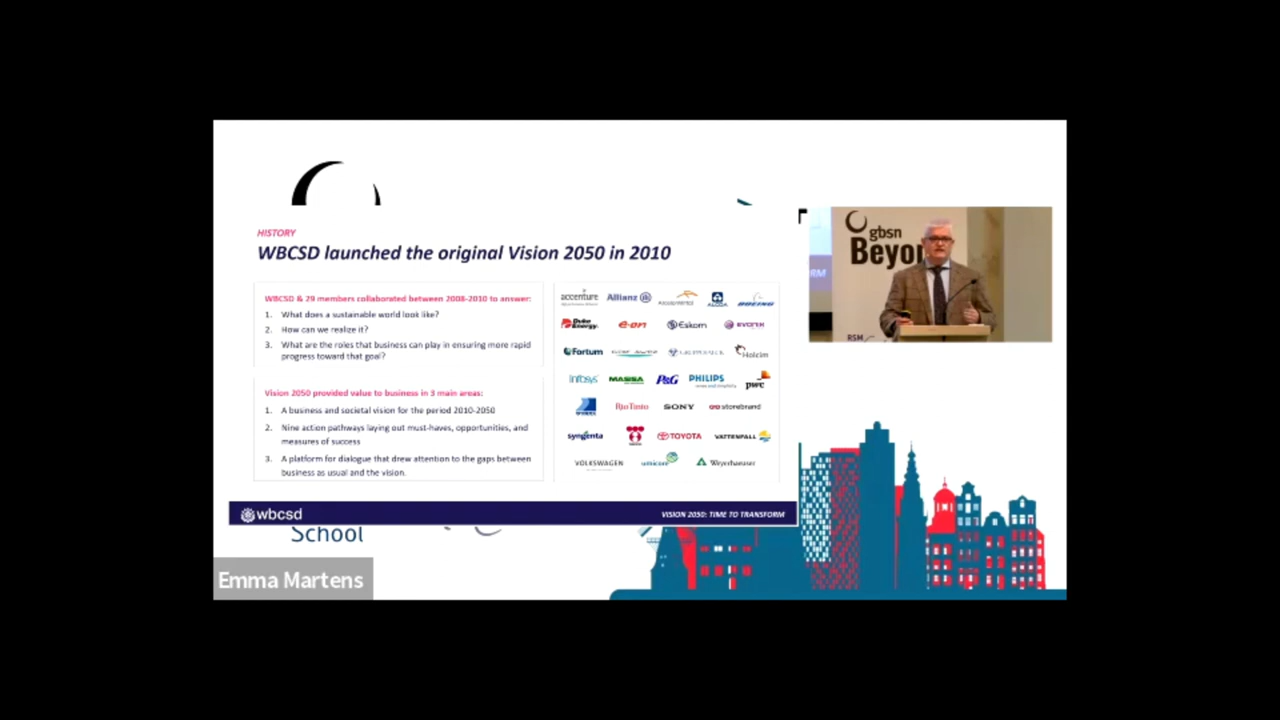 HISTORY
WBCSD launched the original Vision 2050 in 2010
WBCSD & 29 members collaborated between 2008-2010 to answer:
1. What does a sustainable world look like?
2. How can we realize it?
3. What are the roles that business can play in ensuring more rapid
progress toward that goal?
Vision 2050 provided value to business in 3 main areas:
1. A business and societal vision for the period 2010-2050
2. Nine action pathways laying out must-haves, opportunities, and
measures of success
3. A platform for dialogue that drew attention to the gaps between
business as usual and the vision.
accenture Allianz ALCOA BOEING
Duke
Energy. e-on Eskom EVONIK
Fortum Holcim
Infosys MASSA P&G PHILIPS pwc
RioTinto SONY storebrand
syngenta TOYOTA VATTENFALL
VOLKSWAGEN umicore Weyerhaeuser
wbcsd
VISION 2050: TIME TO TRANSFORM
gbsn
Beyo
RM
RSM
School
Emma Martens